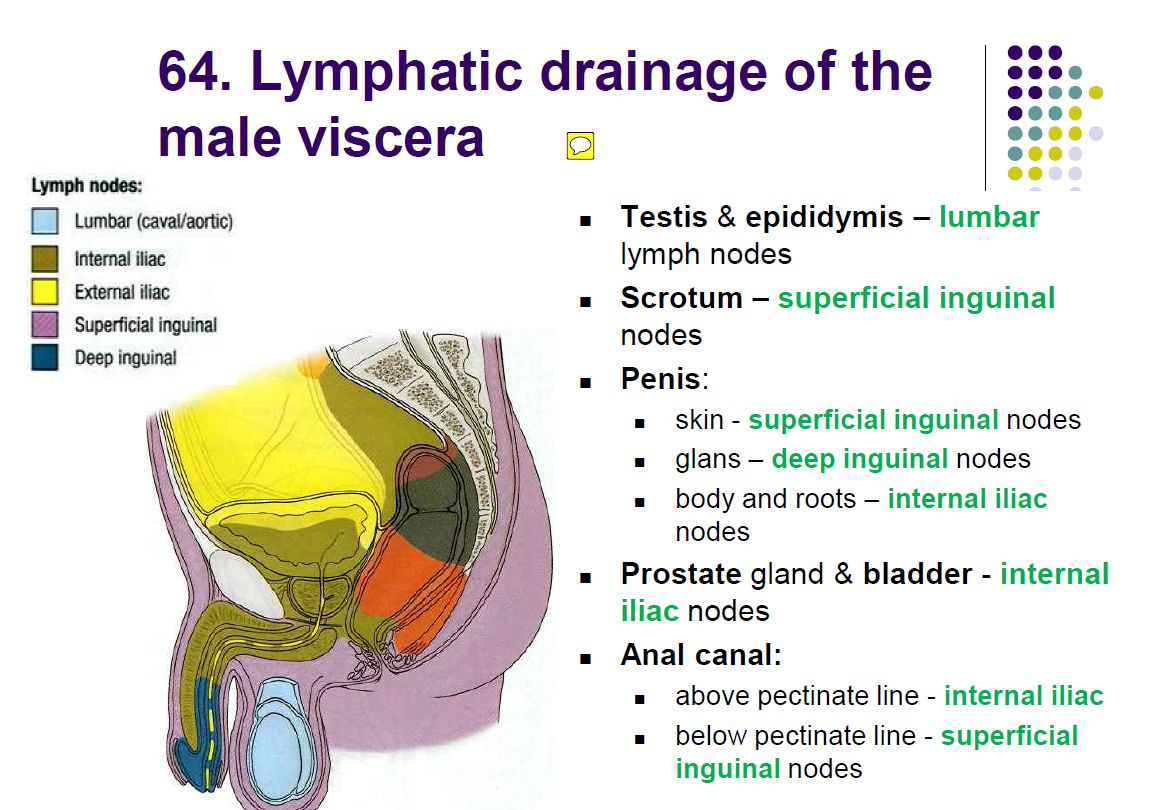 64. Lymphatic drainage of the
male viscera
Lymph nodes:
Lumbar (caval/aortic)
Internal iliac
External iliac
Superficial inguinal
Deep inguinal
Testis & epididymis – lumbar
lymph nodes
Scrotum – superficial inguinal
nodes
Penis:
skin - superficial inguinal nodes
glans – deep inguinal nodes
body and roots – internal iliac
nodes
Prostate gland & bladder - internal
iliac nodes
Anal canal:
above pectinate line - internal iliac
below pectinate line - superficial
inguinal nodes